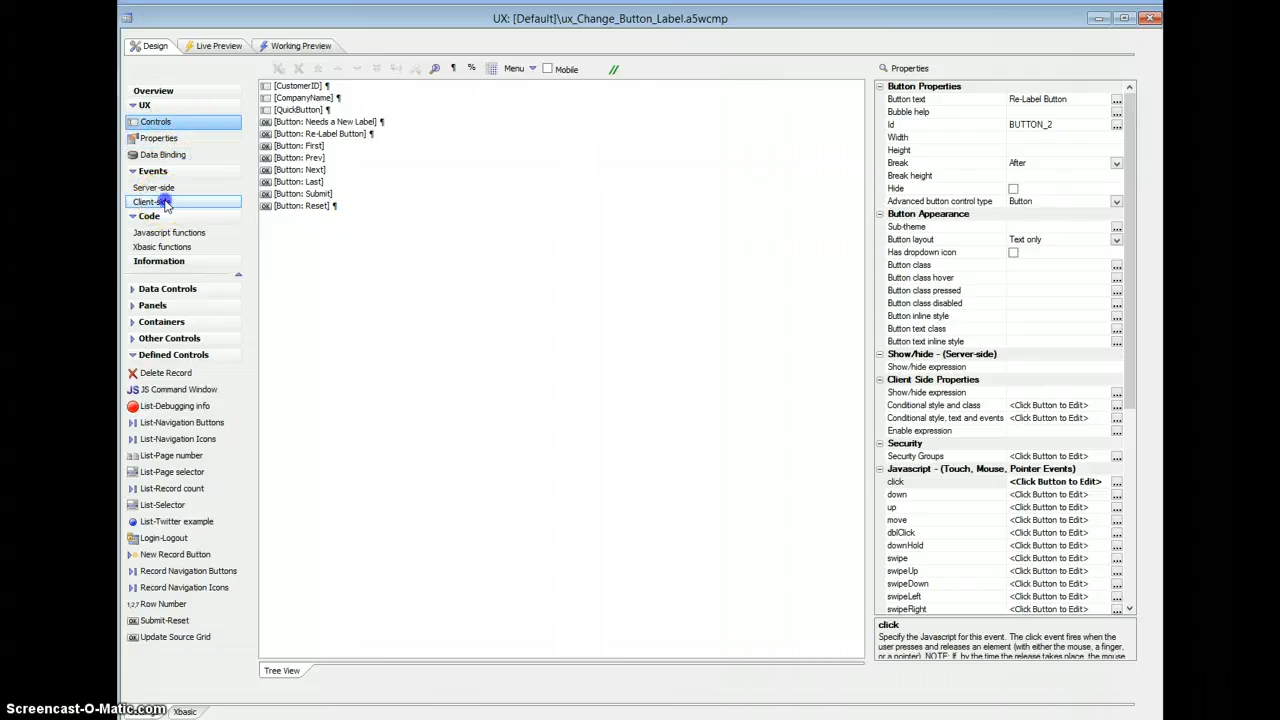 UX: [Default]\ux_Change_Button_Label.a5wcmp
Design
Live Preview
Working Preview
Menu
Mobile
Overview
UX
Controls
Properties
Data Binding
Events
Server-side
Client-side
Code
Javascript functions
Xbasic functions
Information
Data Controls
Panels
Containers
Other Controls
Defined Controls
Delete Record
JS JS Command Window
List-Debugging info
List-Navigation Buttons
List-Navigation Icons
List-Page number
List-Page selector
List-Record count
List-Selector
List-Twitter example
Login-Logout
New Record Button
Record Navigation Buttons
Record Navigation Icons
1,2,? Row Number
Submit-Reset
Update Source Grid
[CustomerID] ¶
[CompanyName] ¶
[QuickButton] ¶
[Button: Needs a New Label] ¶
[Button: Re-Label Button] ¶
[Button: First]
[Button: Prev]
[Button: Next]
[Button: Last]
[Button: Submit]
[Button: Reset] ¶
Tree View
Properties
Button Properties
Button text Re-Label Button
Bubble help
Id BUTTON_2
Width
Height
Break After
Break height
Hide
Advanced button control type Button
Button Appearance
Sub-theme
Button layout Text only
Has dropdown icon
Button class
Button class hover
Button class pressed
Button class disabled
Button inline style
Button text class
Button text inline style
Show/hide - (Server-side)
Show/hide expression
Client Side Properties
Show/hide expression
Conditional style and class <Click Button to Edit>
Conditional style, text and events <Click Button to Edit>
Enable expression
Security
Security Groups <Click Button to Edit>
Javascript - (Touch, Mouse, Pointer Events)
click <Click Button to Edit>
down <Click Button to Edit>
up <Click Button to Edit>
move <Click Button to Edit>
dblClick <Click Button to Edit>
downHold <Click Button to Edit>
swipe <Click Button to Edit>
swipeUp <Click Button to Edit>
swipeDown <Click Button to Edit>
swipeLeft <Click Button to Edit>
swipeRight <Click Button to Edit>
click
Specify the Javascript for this event. The click event fires when the
user presses and releases an element (with either the mouse, a finger,
or a pointer). NOTE: If, by the time the release takes place, the mouse
Screencast-O-Matic.com
Xbasic